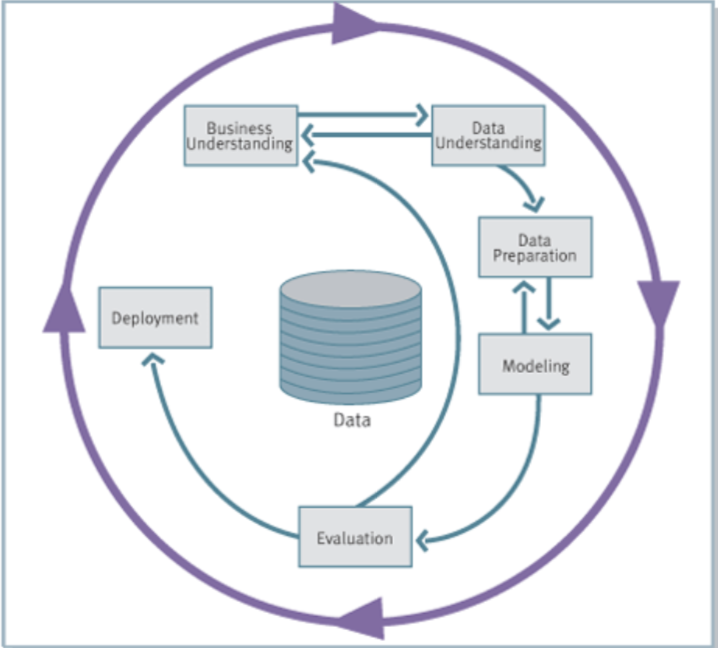 Business
Understanding
Data
Understanding
Data
Preparation
Deployment
Modeling
Data
Evaluation